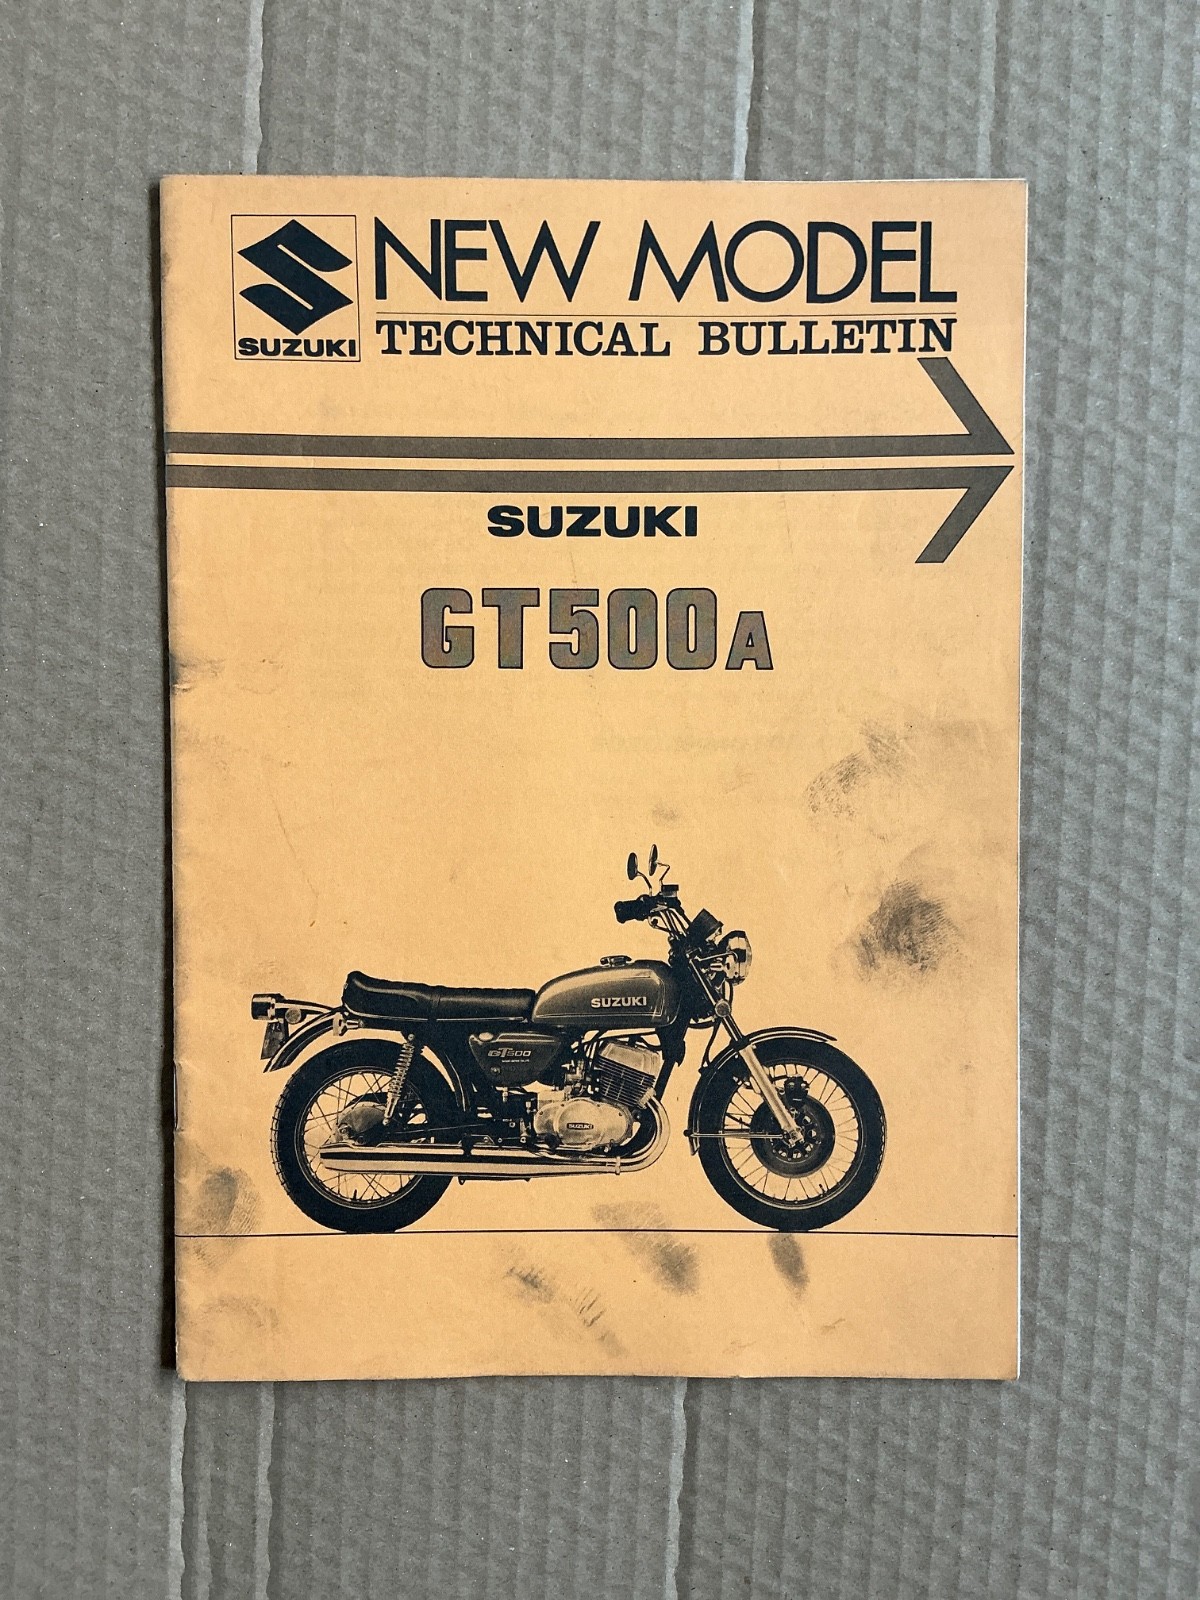 NEW MODEL
SUZUKI
TECHNICAL BULLETIN
SUZUKI
GT500A
SUZUKI
GT500
SUZUKI